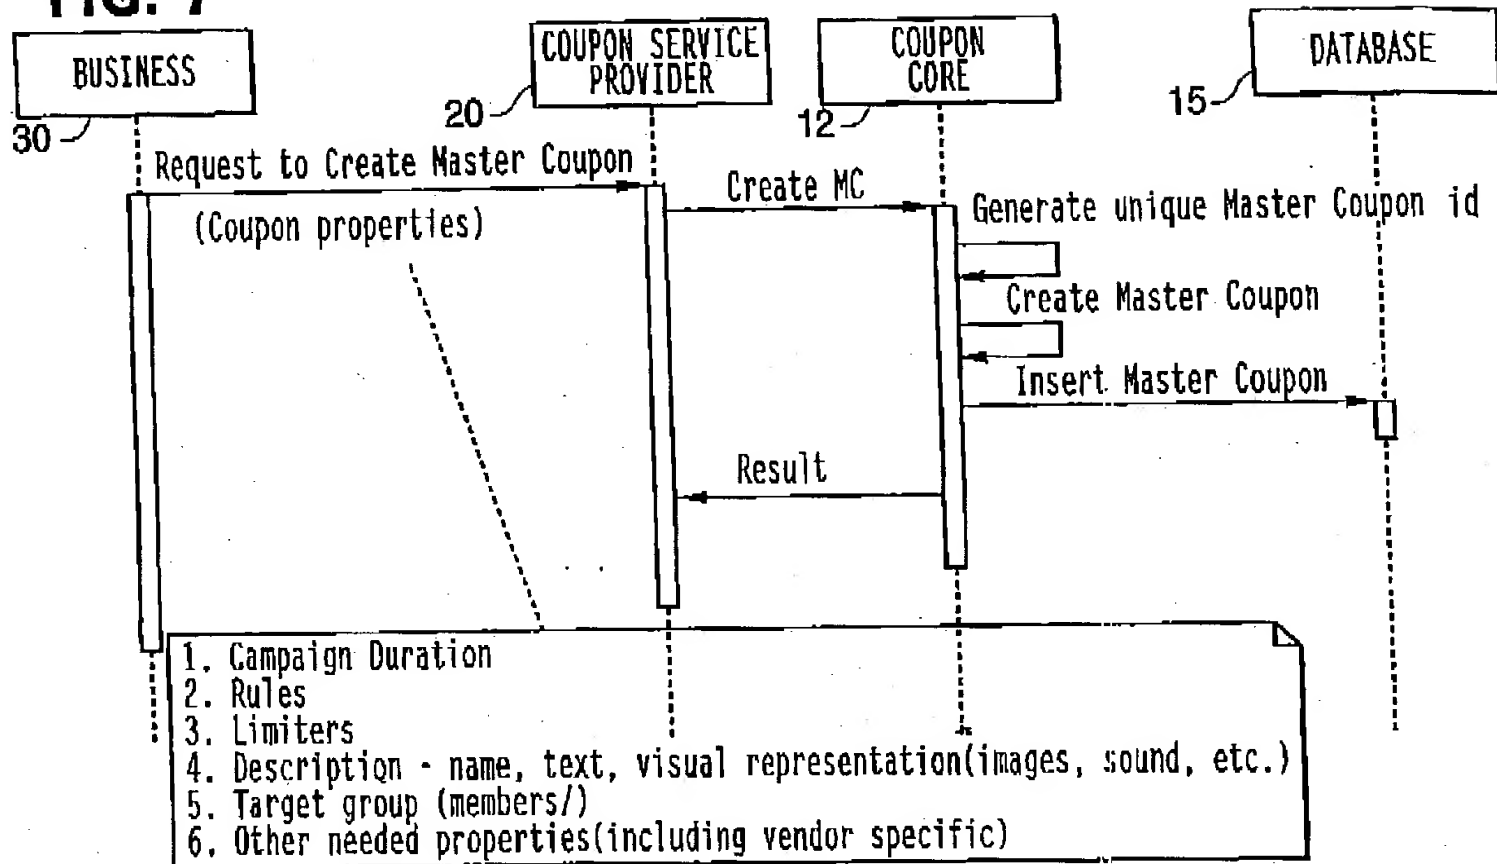 FIG. 7
BUSINESS
30
COUPON SERVICE
PROVIDER
20
COUPON
CORE
12
DATABASE
15
Request to Create Master Coupon
(Coupon properties)
Create MC
Generate unique Master Coupon id
Create Master Coupon
Insert Master Coupon
Result
1. Campaign Duration
2. Rules
3. Limiters
4. Description - name, text, visual representation(images, sound, etc.)
5. Target group (members/)
6. Other needed properties(including vendor specific)